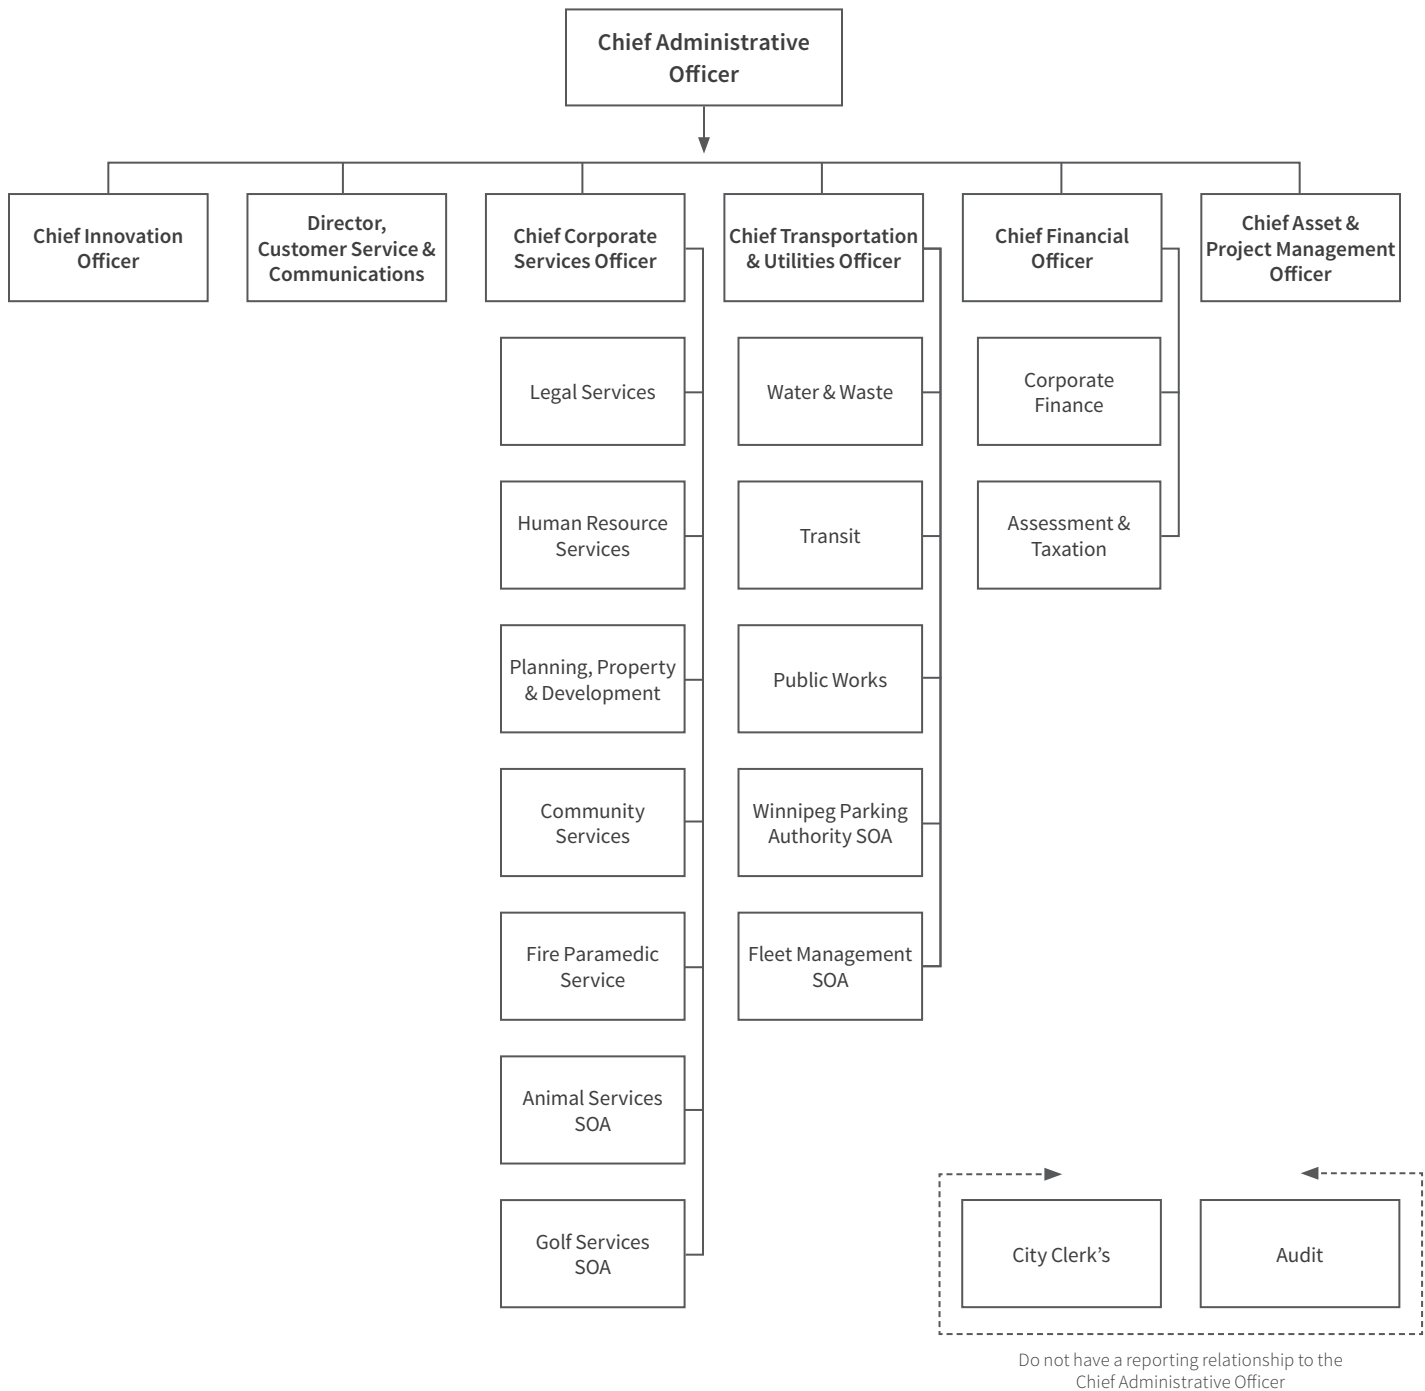 Chief Administrative
Officer
Chief Innovation
Officer
Director,
Customer Service &
Communications
Chief Corporate
Services Officer
Chief Transportation
& Utilities Officer
Chief Financial
Officer
Chief Asset &
Project Management
Officer
Legal Services
Water & Waste
Corporate
Finance
Human Resource
Services
Transit
Assessment &
Taxation
Planning, Property
& Development
Public Works
Community
Services
Winnipeg Parking
Authority SOA
Fire Paramedic
Service
Fleet Management
SOA
Animal Services
SOA
Golf Services
SOA
City Clerk’s
Audit
Do not have a reporting relationship to the
Chief Administrative Officer